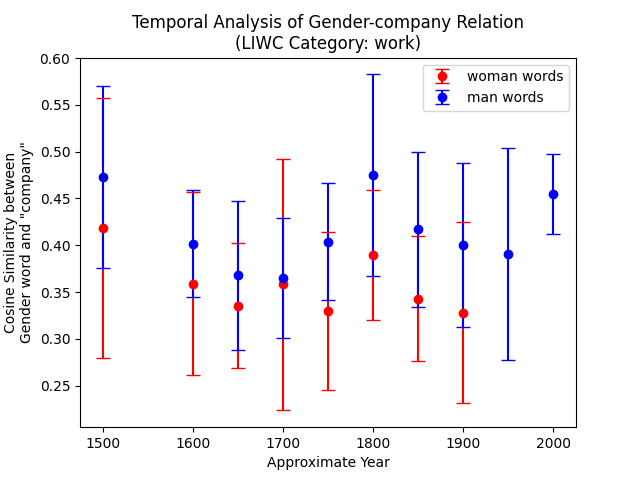 Temporal Analysis of Gender-company Relation
(LIWC Category: work)
woman words
man words
Cosine Similarity between
Gender word and "company"
0.60
0.55
0.50
0.45
0.40
0.35
0.30
0.25
1500
1600
1700
1800
1900
2000
Approximate Year